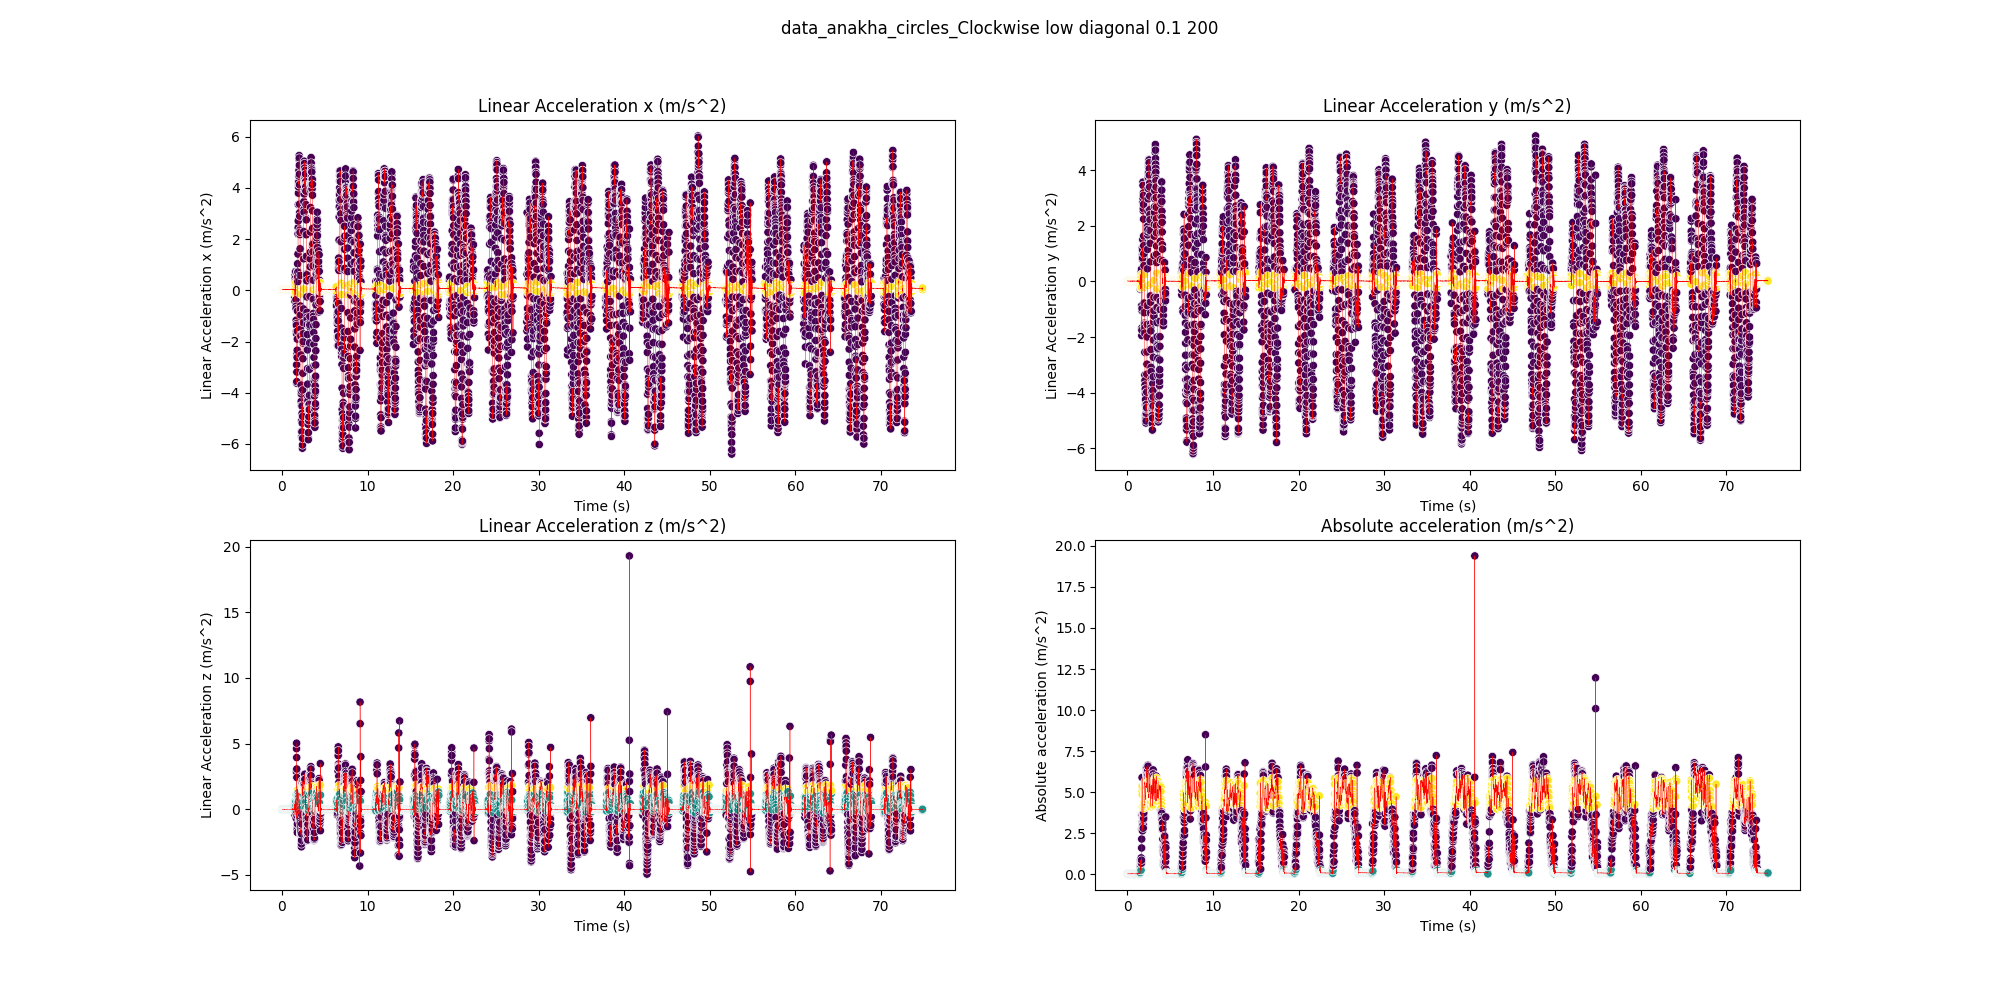 data_anakha_circles_Clockwise low diagonal 0.1 200
Linear Acceleration x (m/s^2)
Linear Acceleration x (m/s^2)
6
4
2
0
−2
−4
−6
0 10 20 30 40 50 60 70
Time (s)
Linear Acceleration y (m/s^2)
Linear Acceleration y (m/s^2)
4
2
0
−2
−4
−6
0 10 20 30 40 50 60 70
Time (s)
Linear Acceleration z (m/s^2)
Linear Acceleration z (m/s^2)
20
15
10
5
0
−5
0 10 20 30 40 50 60 70
Time (s)
Absolute acceleration (m/s^2)
Absolute acceleration (m/s^2)
20.0
17.5
15.0
12.5
10.0
7.5
5.0
2.5
0.0
0 10 20 30 40 50 60 70
Time (s)